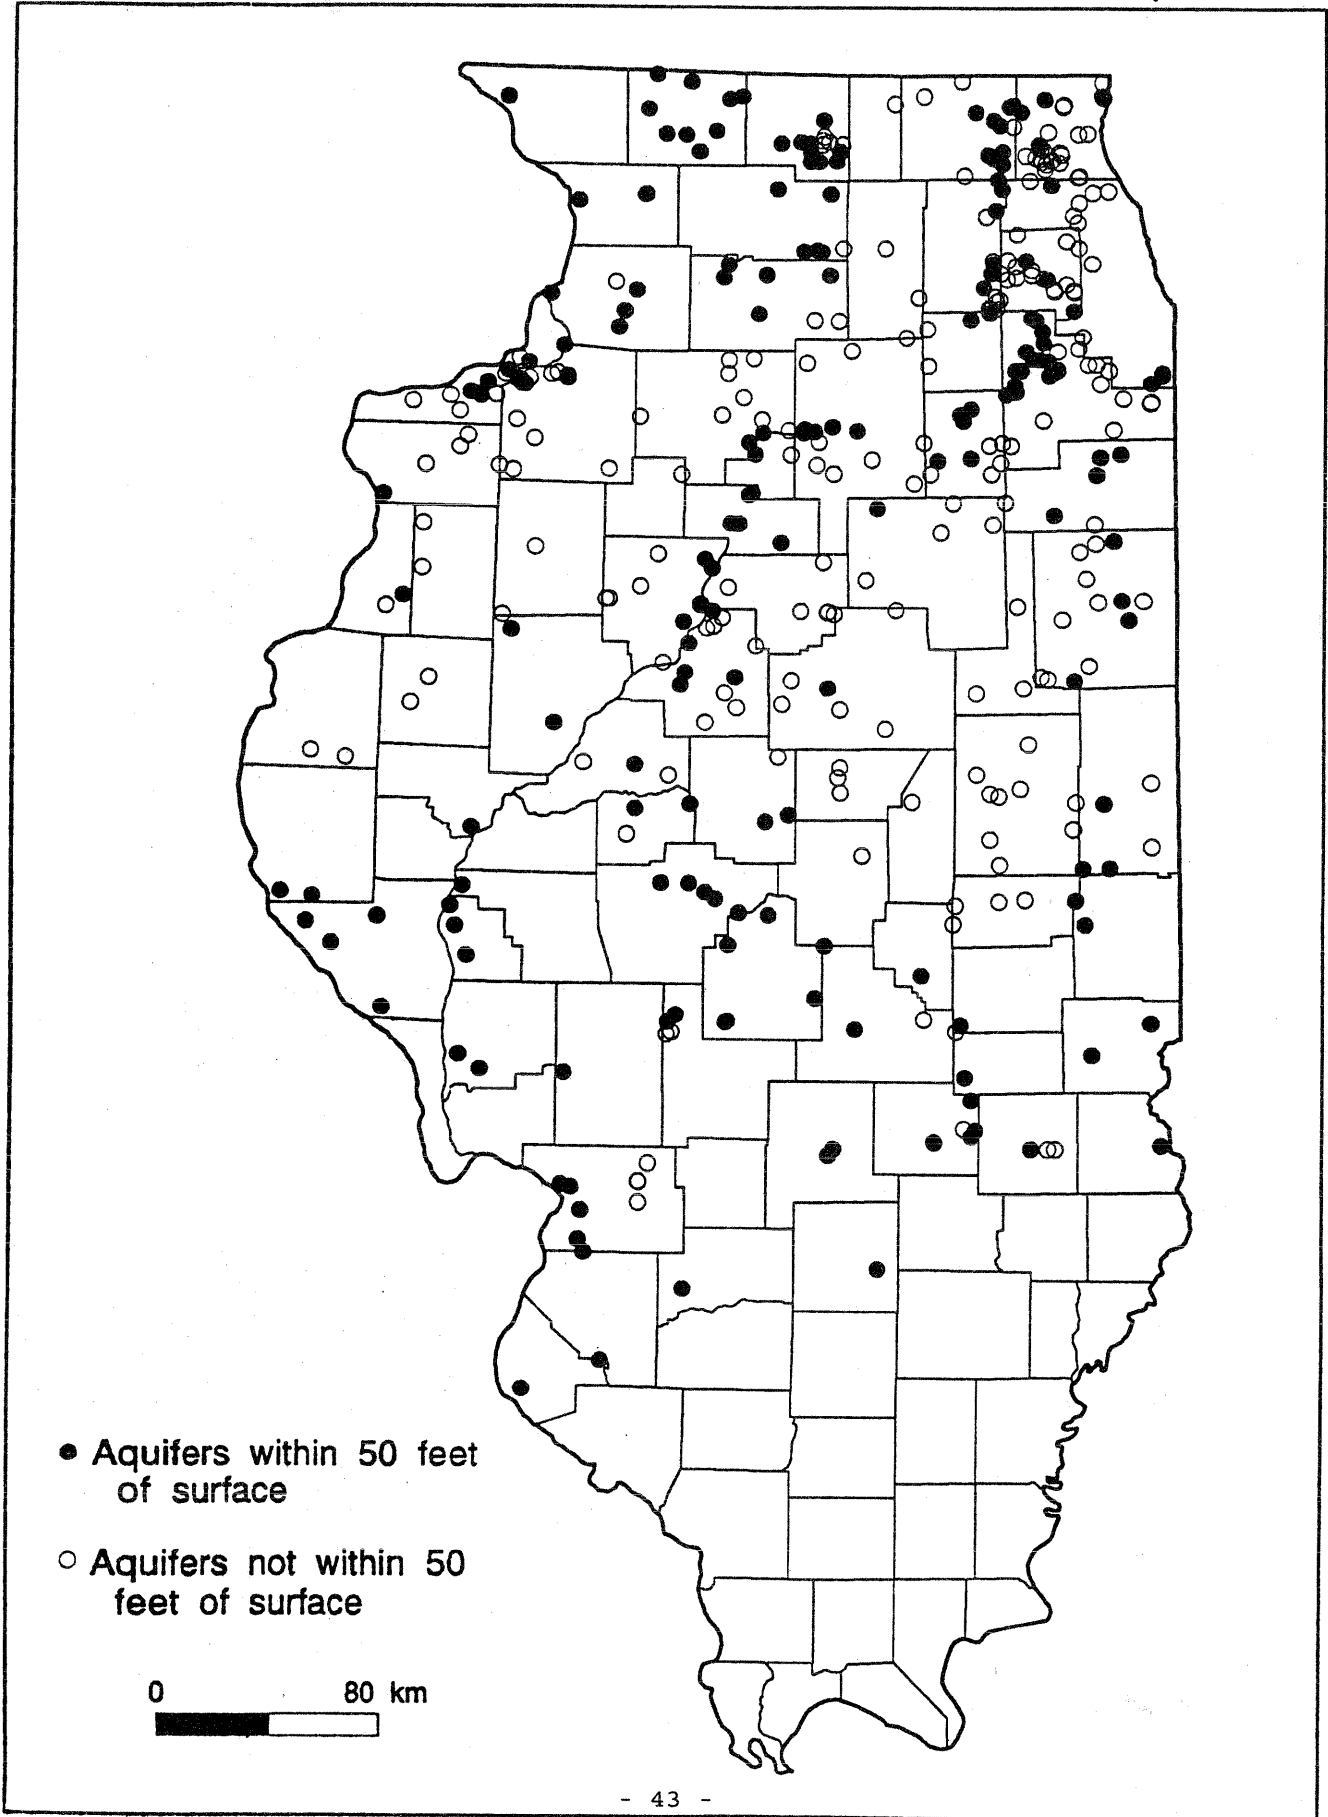 ● Aquifers within 50 feet
of surface
○ Aquifers not within 50
feet of surface
0 80 km
- 43 -